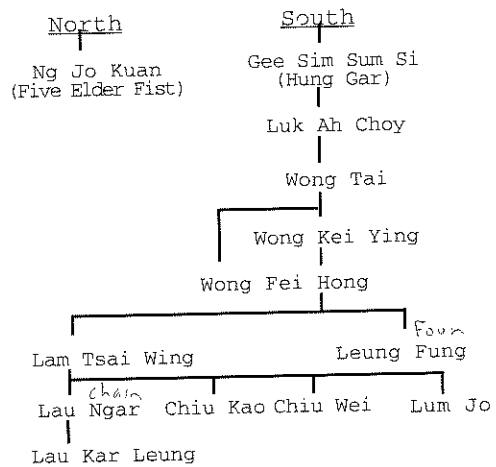 North South
Ng Jo Kuan
(Five Elder Fist)
Gee Sim Sum Si
(Hung Gar)
Luk Ah Choy
Wong Tai
Wong Kei Ying
Wong Fei Hong
Foun
Lam Tsai Wing Leung Fung
Chain
Lau Ngar Chiu Kao Chiu Wei Lum Jo
Lau Kar Leung